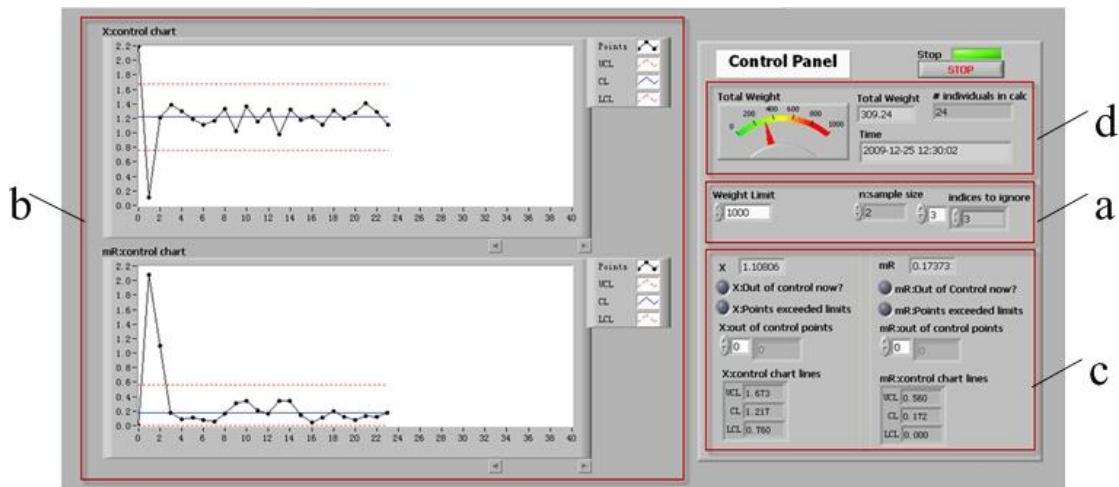 X:control chart
2.2
2.0
1.8
1.6
1.4
1.2
1.0
0.8
0.6
0.4
0.2
0.0
0 2 4 6 8 10 12 14 16 18 20 22 24 26 28 30 32 34 36 38 40
Points
UCL
CL
LCL
mR:control chart
2.2
2.0
1.8
1.6
1.4
1.2
1.0
0.8
0.6
0.4
0.2
0.0
0 2 4 6 8 10 12 14 16 18 20 22 24 26 28 30 32 34 36 38 40
Points
UCL
CL
LCL
b
Control Panel
Stop
STOP
Total Weight
0 200 400 600 800 1000
Total Weight
309.24
# individuals in calc
24
Time
2009-12-25 12:30:02
d
Weight Limit
1000
n:sample size
2
indices to ignore
3 3
a
X 1.10806
X:Out of control now?
X:Points exceeded limits
X:out of control points
0 0
X:control chart lines
UCL 1.673
CL 1.217
LCL 0.760
mR 0.17373
mR:Out of Control now?
mR:Points exceeded limits
mR:out of control points
0 0
mR:control chart lines
UCL 0.560
CL 0.172
LCL 0.000
c